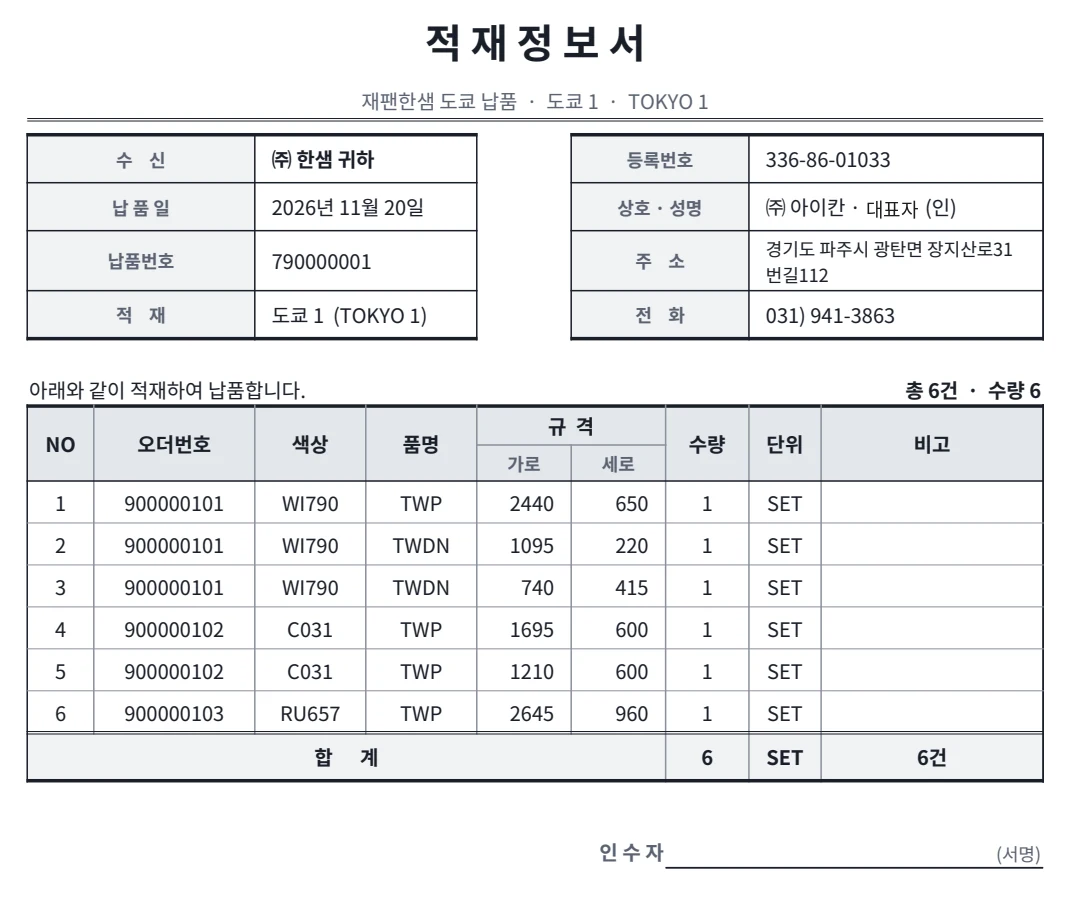 적재정보서
재팬한샘 도쿄 납품 · 도쿄 1 · TOKYO 1
수 신 ㈜ 한샘 귀하
납품일 2026년 11월 20일
납품번호 790000001
적 재 도쿄 1 (TOKYO 1)
등록번호 336-86-01033
상호 · 성명 ㈜ 아이칸 · 대표자 (인)
주 소 경기도 파주시 광탄면 장지산로31
번길112
전 화 031) 941-3863
아래와 같이 적재하여 납품합니다. 총 6건 · 수량 6
NO 오더번호 색상 품명 규 격 수량 단위 비고
가로 세로
1 900000101 WI790 TWP 2440 650 1 SET
2 900000101 WI790 TWDN 1095 220 1 SET
3 900000101 WI790 TWDN 740 415 1 SET
4 900000102 C031 TWP 1695 600 1 SET
5 900000102 C031 TWP 1210 600 1 SET
6 900000103 RU657 TWP 2645 960 1 SET
합 계 6 SET 6건
인 수 자 (서명)